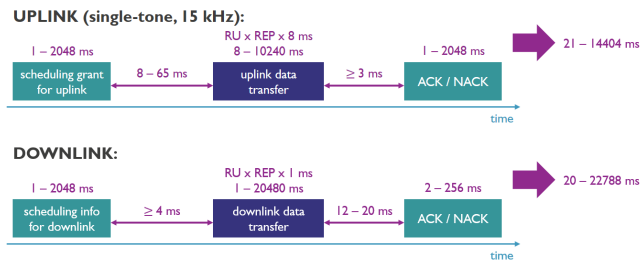 UPLINK (single-tone, 15 kHz):
RU x REP x 8 ms
1 – 2048 ms
8 – 10240 ms
1 – 2048 ms
21 – 14404 ms
scheduling grant
for uplink
8 – 65 ms
uplink data
transfer
≥ 3 ms
ACK / NACK
time
DOWNLINK:
RU x REP x 1 ms
1 – 2048 ms
1 – 20480 ms
2 – 256 ms
20 – 22788 ms
scheduling info
for downlink
≥ 4 ms
downlink data
transfer
12 – 20 ms
ACK / NACK
time